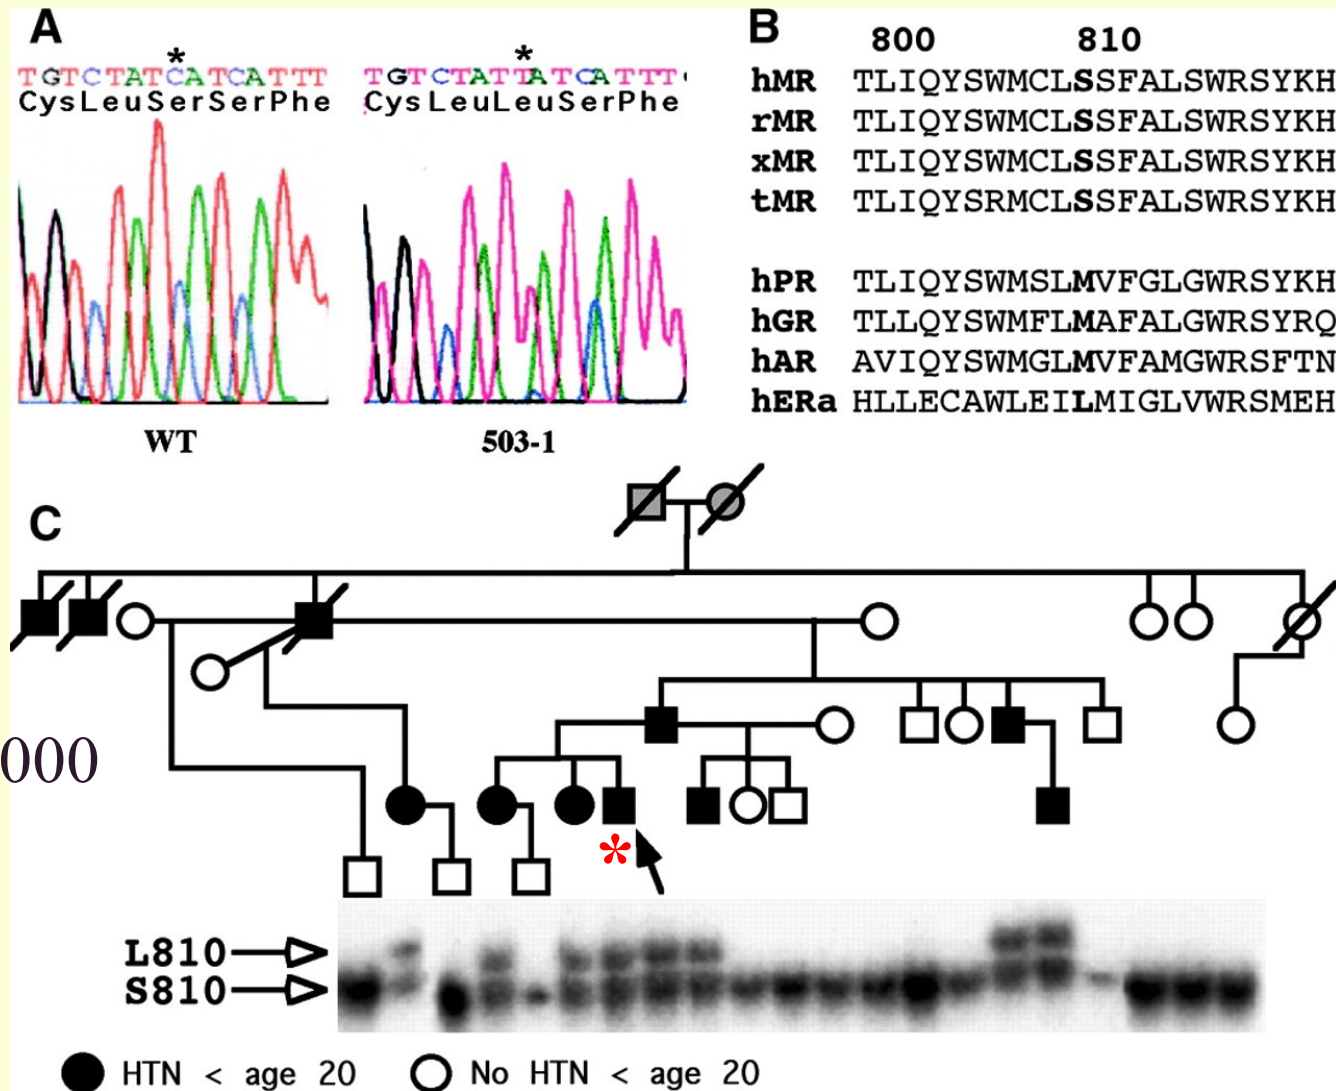 A
*
TGTCTATCATCATTT
CysLeuSerSerPhe
WT
*
TGTCTATTATCATTT
CysLeuLeuSerPhe
503-1
B
800 810
hMR TLIQYSWMCLSSFALSWRSYKH
rMR TLIQYSWMCLSSFALSWRSYKH
xMR TLIQYSWMCLSSFALSWRSYKH
tMR TLIQYSRMCLSSFALSWRSYKH
hPR TLIQYSWMSLMVFGLGWRSYKH
hGR TLLQYSWMFLMAFALGWRSYRQ
hAR AVIQYSWMGLMVFAMGWRSFTN
hERa HLLECAWLEILMIGLVWRSMEH
C
000
*
L810
S810
HTN < age 20 No HTN < age 20